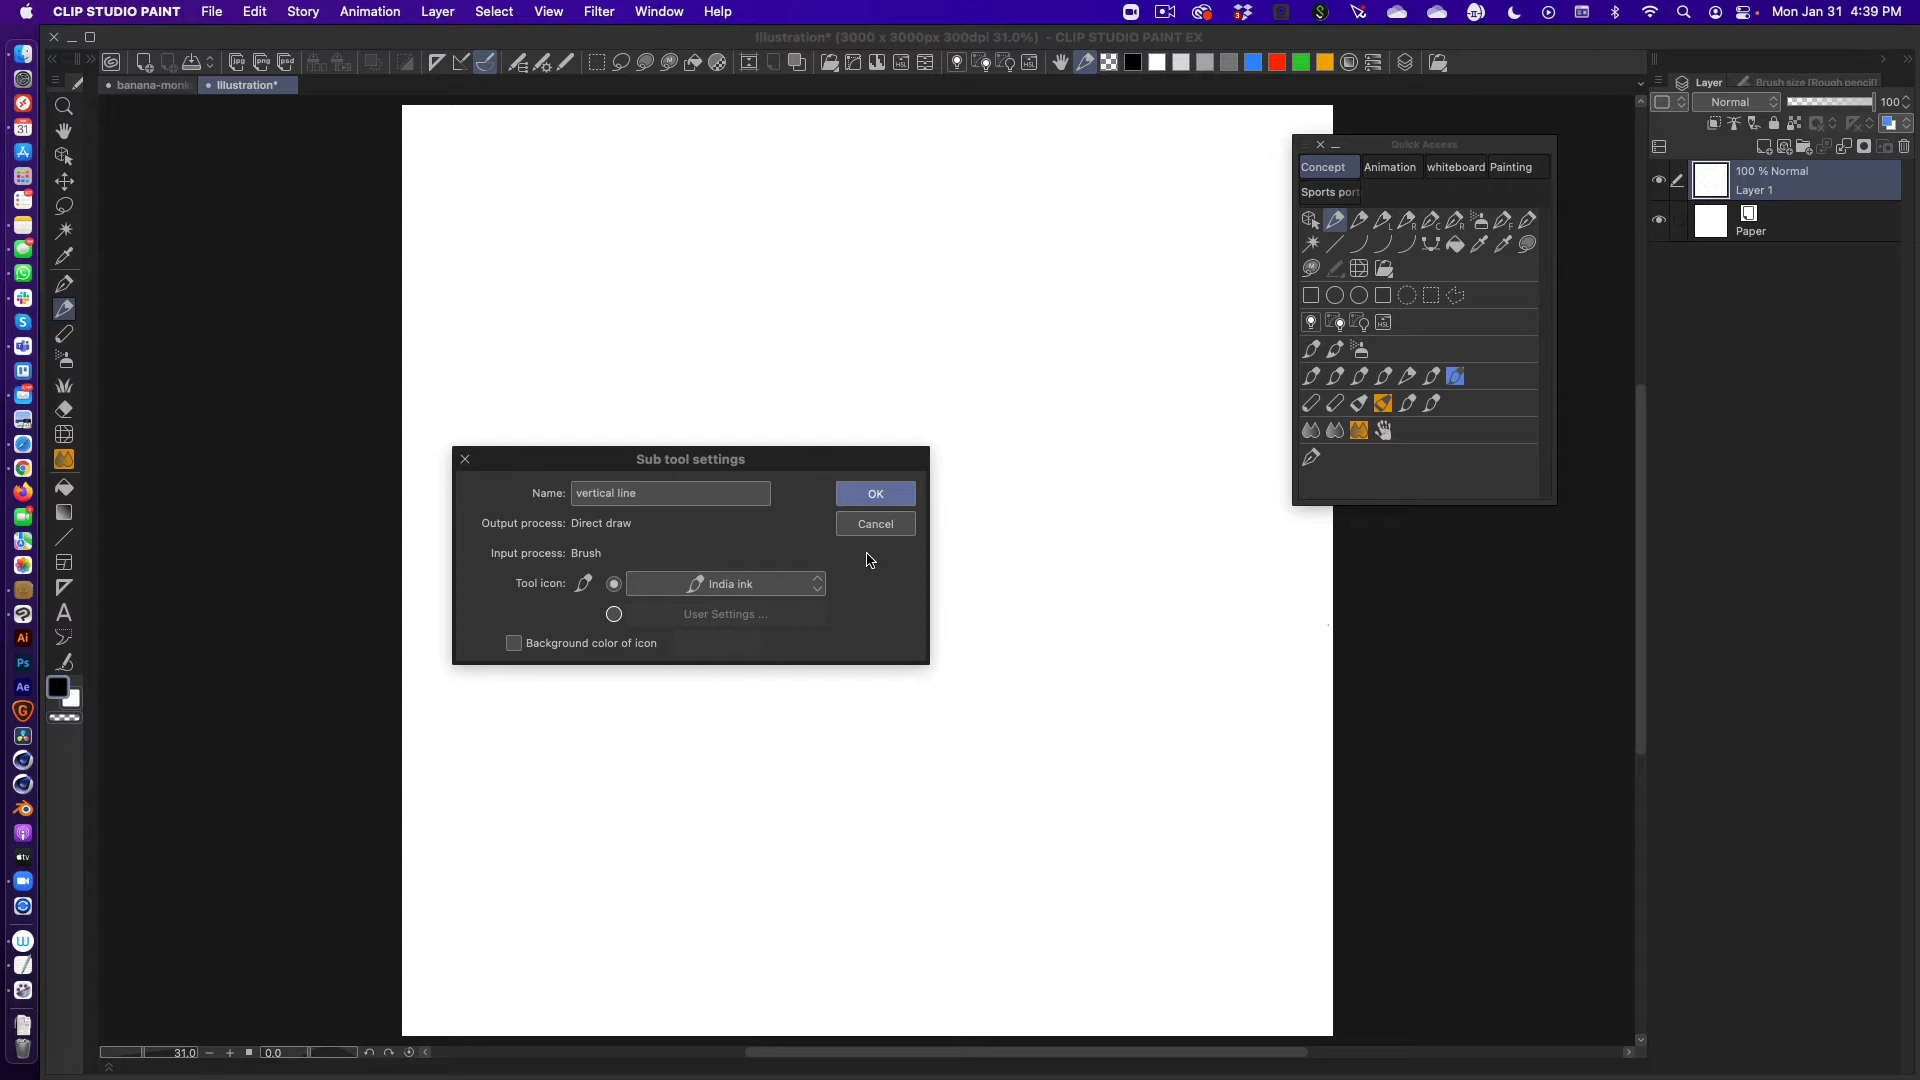 CLIP STUDIO PAINT File Edit Story Animation Layer Select View Filter Window Help Mon Jan 31 4:39 PM
Illustration* (3000 x 3000px 300dpi 31.0%) - CLIP STUDIO PAINT EX
banana-monk Illustration*
Layer Brush size [Rough pencil]
Normal 100
100 % Normal
Layer 1
Paper
Quick Access
Concept Animation whiteboard Painting
Sports port
Sub tool settings
Name: vertical line OK
Output process: Direct draw Cancel
Input process: Brush
Tool icon: India ink
User Settings ...
Background color of icon
31.0 0.0